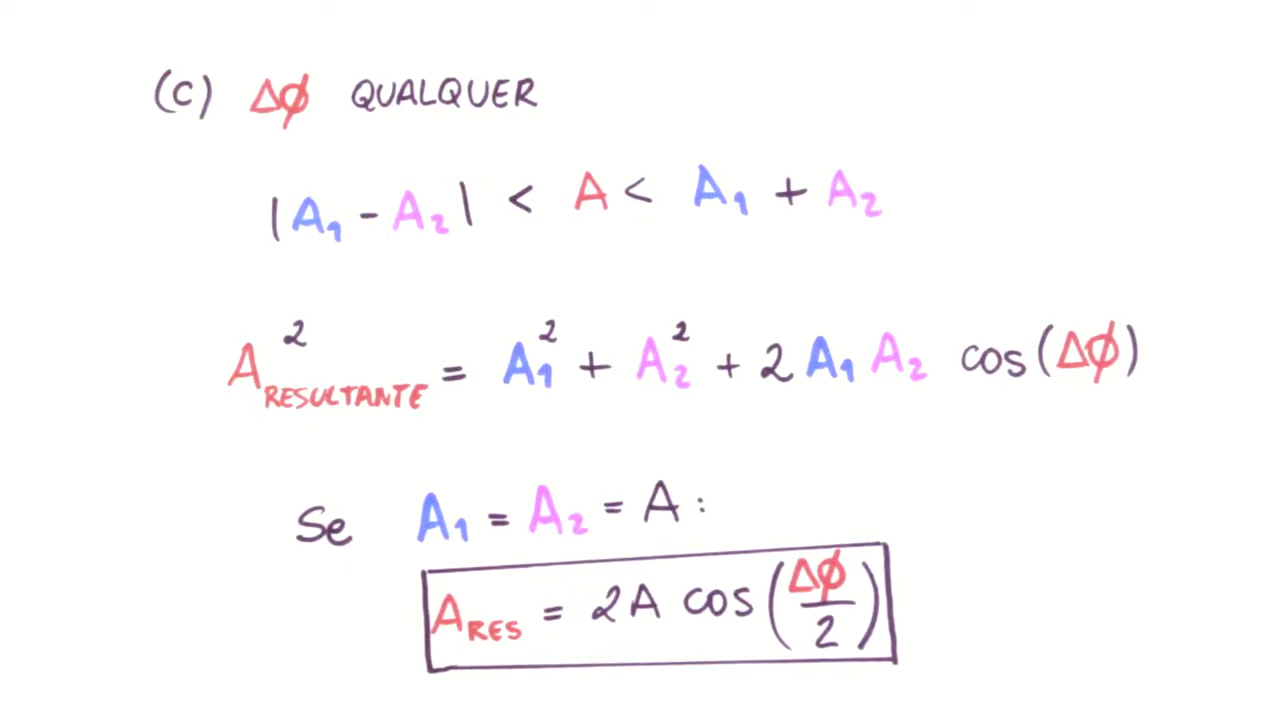 (C) Δφ QUALQUER
|A₁ - A₂| < A < A₁ + A₂
A²RESULTANTE = A₁² + A₂² + 2 A₁ A₂ cos(Δφ)
Se A₁ = A₂ = A :
ARES = 2A cos(Δφ/2)